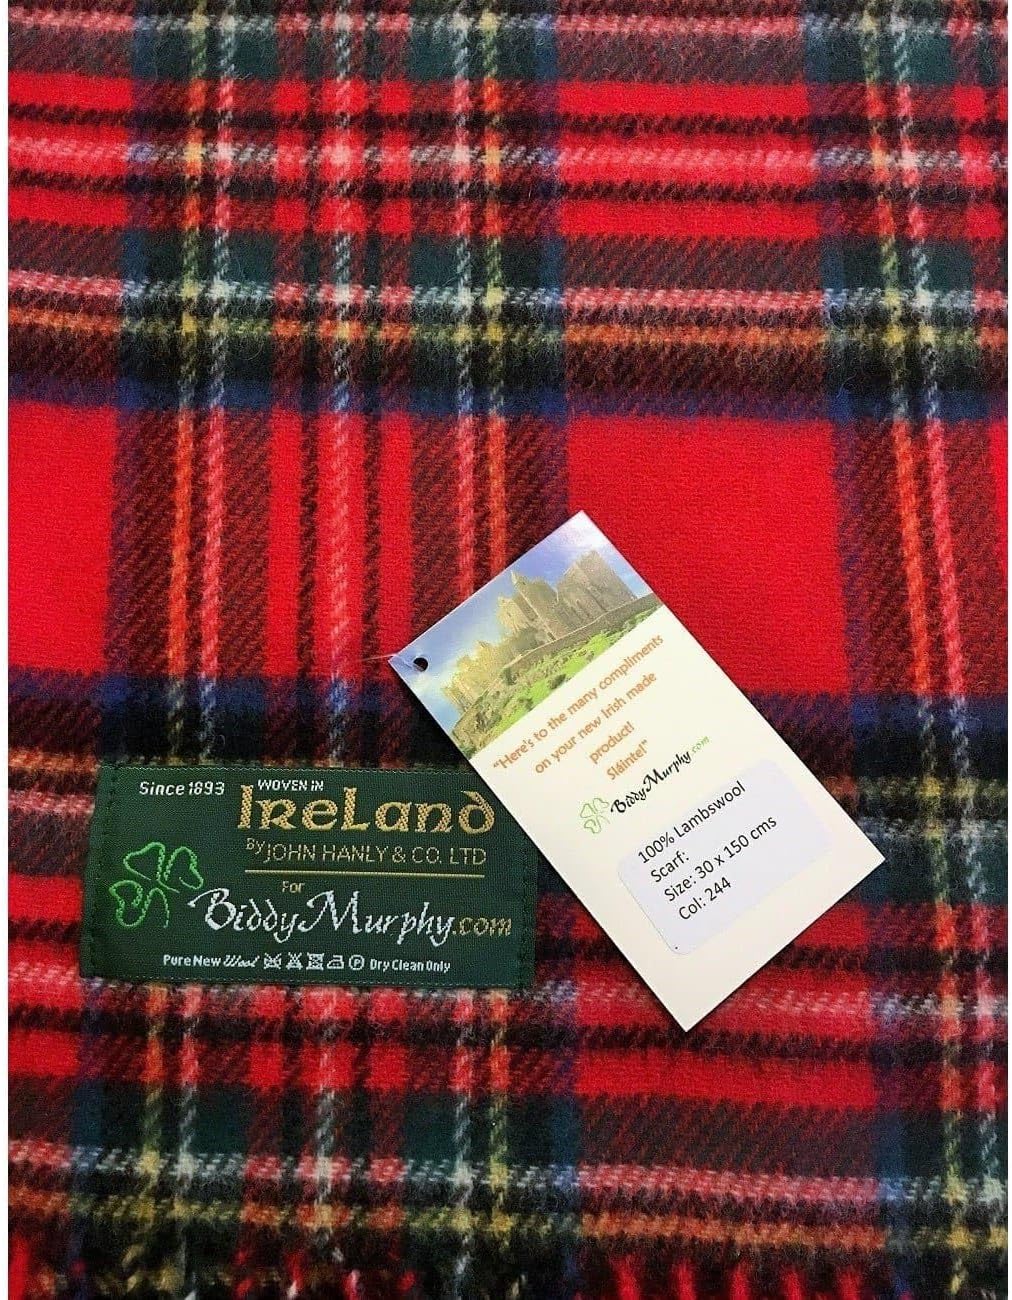 "Here's to the many compliments
on your new Irish made
product!
Sláinte!"
BiddyMurphy.com
100% Lambswool
Scarf:
Size: 30 x 150 cms
Col: 244
Since 1893
WOVEN IN
IreLand
By JOHN HANLY & CO. LTD
For
BiddyMurphy.com
Pure New Wool Dry Clean Only